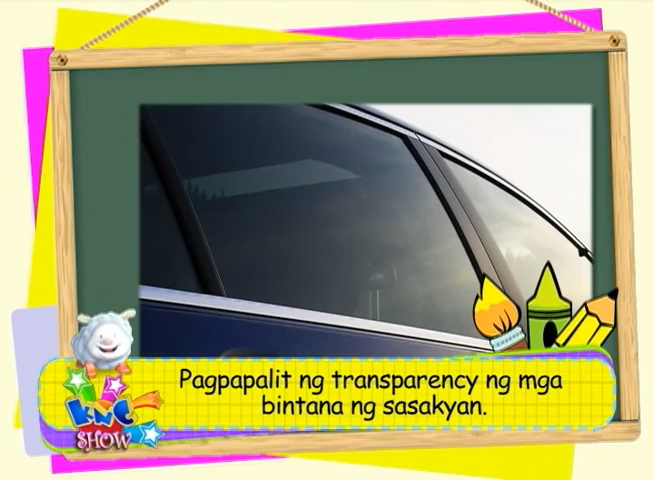 Pagpapalit ng transparency ng mga
bintana ng sasakyan.
KNC
SHOW